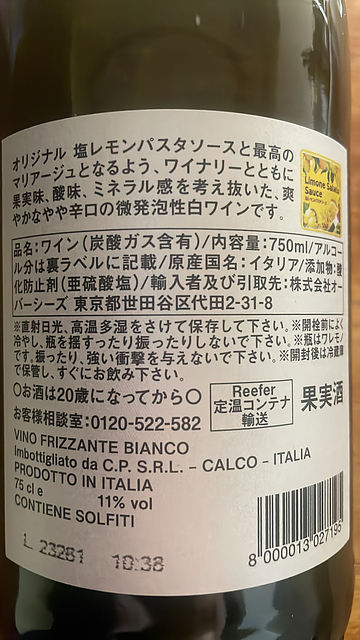 オリジナル 塩レモンパスタソースと最高の
マリアージュとなるよう、ワイナリーとともに
果実味、酸味、ミネラル感を考え抜いた、爽
やかなやや辛口の微発泡性白ワインです。
Limone Salato
Sauce
品名:ワイン(炭酸ガス含有)/内容量:750ml/アルコー
ル分は裏ラベルに記載/原産国名:イタリア/添加物:酸
化防止剤(亜硫酸塩)/輸入者及び引取先:株式会社オー
バーシーズ 東京都世田谷区代田2-31-8
※直射日光、高温多湿をさけて保存して下さい。※開栓前によく
冷やし、瓶を揺すったり振ったりしないで下さい。※瓶はワレモノ
です。振ったり、強い衝撃を与えないで下さい。※開封後は冷蔵庫
で保管し、すぐにお飲み下さい。
〇お酒は20歳になってから〇
お客様相談室:0120-522-582
Reefer
定温コンテナ
輸送
果実酒
VINO FRIZZANTE BIANCO
Imbottigliato da C.P. S.R.L. - CALCO - ITALIA
PRODOTTO IN ITALIA
75 cl e 11% vol
CONTIENE SOLFITI
L 23261 10:38
8 000013 027195